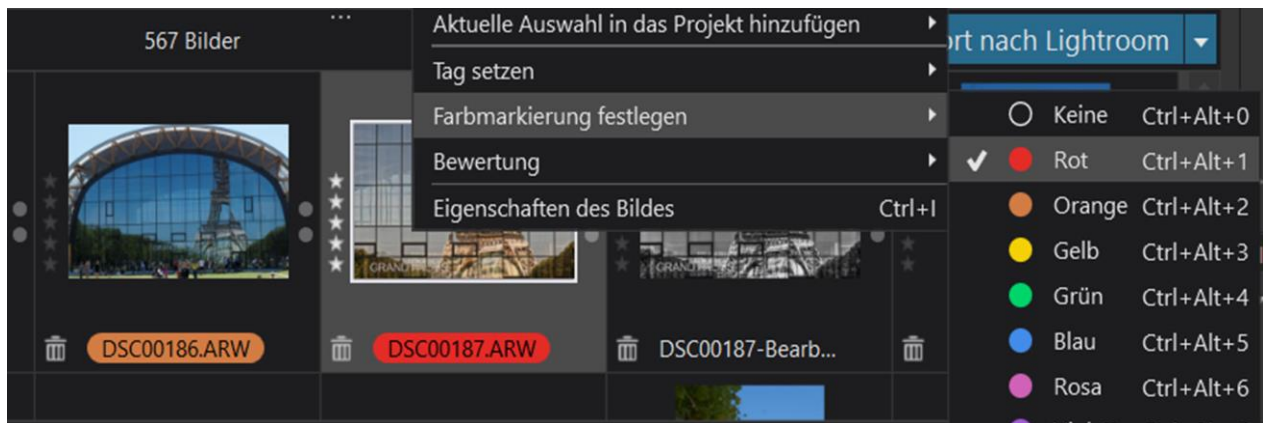 ...
567 Bilder
Aktuelle Auswahl in das Projekt hinzufügen
Tag setzen
Farbmarkierung festlegen
Bewertung
Eigenschaften des Bildes Ctrl+I
nach Lightroom
Keine Ctrl+Alt+0
Rot Ctrl+Alt+1
Orange Ctrl+Alt+2
Gelb Ctrl+Alt+3
Grün Ctrl+Alt+4
Blau Ctrl+Alt+5
Rosa Ctrl+Alt+6
DSC00186.ARW
DSC00187.ARW
DSC00187-Bearb...